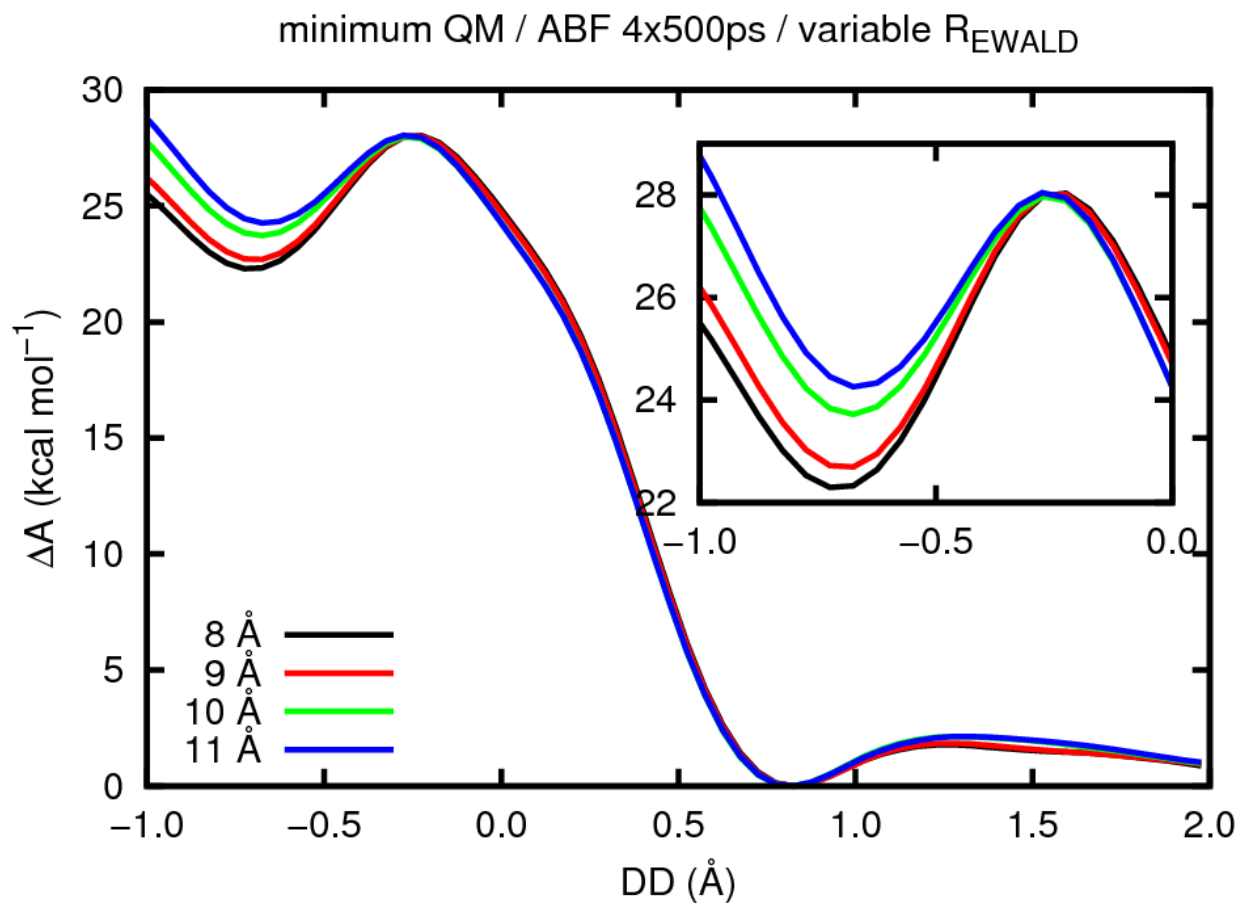 minimum QM / ABF 4x500ps / variable R_EWALD
30
25
20
15
10
5
0
ΔA (kcal mol⁻¹)
28
26
24
22
−1.0 −0.5 0.0
8 Å
9 Å
10 Å
11 Å
−1.0 −0.5 0.0 0.5 1.0 1.5 2.0
DD (Å)